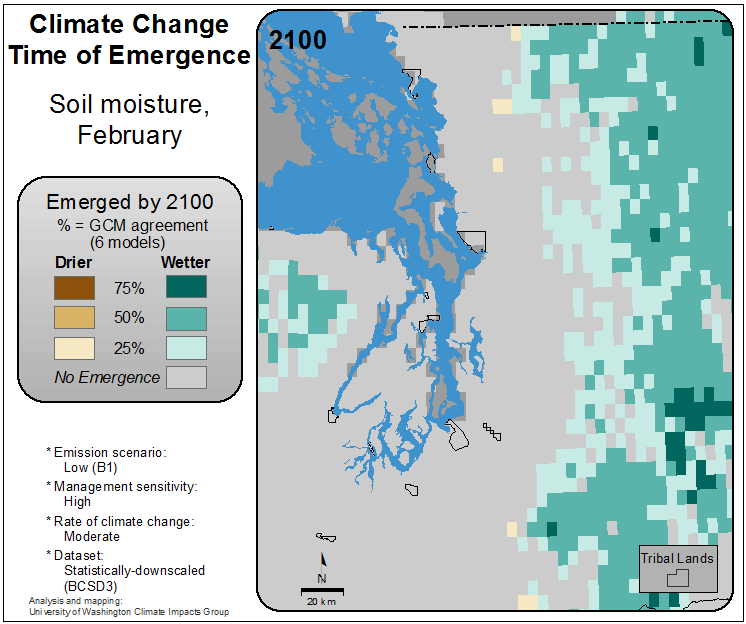 Climate Change
Time of Emergence
Soil moisture,
February
Emerged by 2100
% = GCM agreement
(6 models)
Drier
Wetter
75%
50%
25%
No Emergence
* Emission scenario:
Low (B1)
* Management sensitivity:
High
* Rate of climate change:
Moderate
* Dataset:
Statistically-downscaled
(BCSD3)
Analysis and mapping:
University of Washington Climate Impacts Group
2100
N
20 km
Tribal Lands